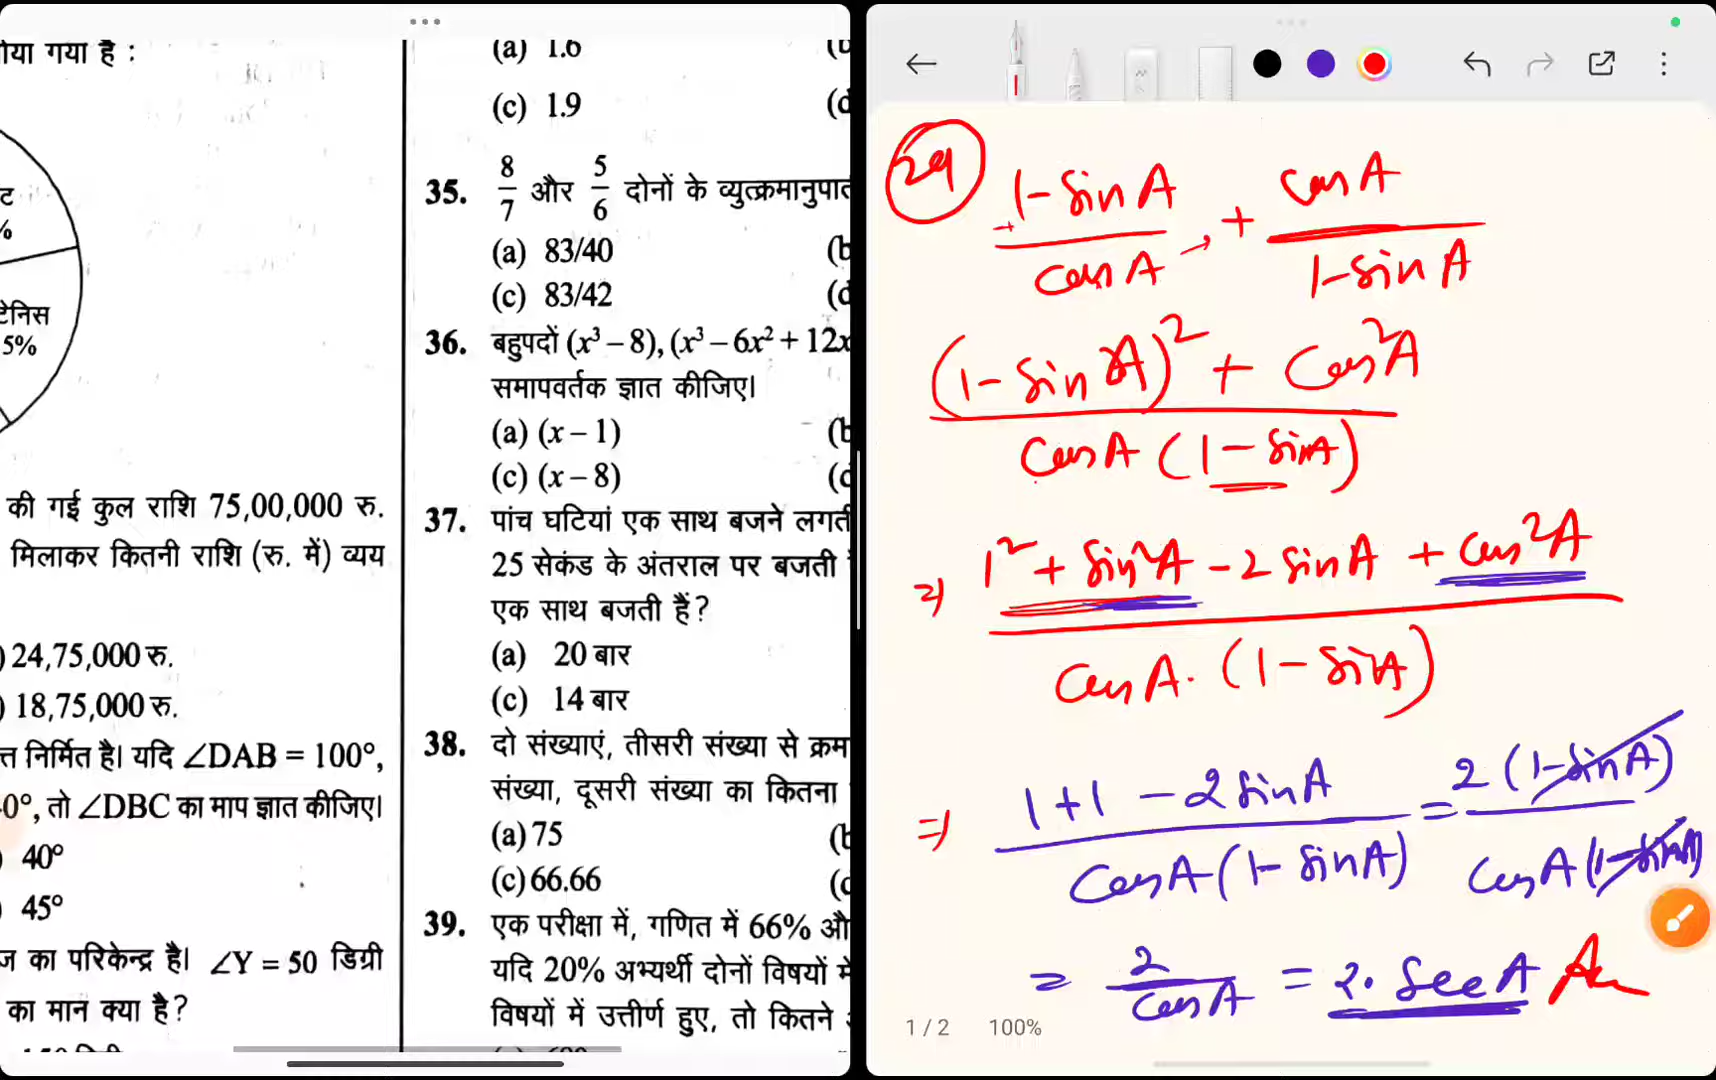 गया है :
%
टेनिस
5%
की गई कुल राशि 75,00,000 रु.
मिलाकर कितनी राशि (रु. में) व्यय
) 24,75,000 रु.
) 18,75,000 रु.
निर्मित है। यदि ∠DAB = 100°,
0°, तो ∠DBC का माप ज्ञात कीजिए।
40°
45°
का परिकेन्द्र है। ∠Y = 50 डिग्री
का मान क्या है?
(a) 1.6
(c) 1.9
35. 8/7 और 5/6 दोनों के
(a) 83/40
(c) 83/42
36. बहुपदों (x³ – 8), (x³ – 6x² + 12x
समापवर्तक ज्ञात कीजिए।
(a) (x – 1)
(c) (x – 8)
37. पांच घटियां एक साथ बजने
25 सेकंड के अंतराल पर बजती
एक साथ बजती हैं?
(a) 20 बार
(c) 14 बार
38. दो संख्याएं, तीसरी संख्या से
संख्या, दूसरी संख्या का कितना
(a) 75
(c) 66.66
39. एक परीक्षा में, गणित में 66%
यदि 20% अभ्यर्थी दोनों विषयों
विषयों में उत्तीर्ण हुए, तो कितने
29 (1-sinA)/(cosA) + (cosA)/(1-sinA)
((1-sinA)² + cos²A)/(cosA (1-sinA))
⇒ (1² + sin²A - 2 sinA + cos²A)/(cosA . (1-sinA))
⇒ (1+1 - 2 sinA)/(cosA (1-sinA)) = (2 (1-sinA))/(cosA (1-sinA))
= 2/(cosA) = 2. SecA Ans
1 / 2 100%